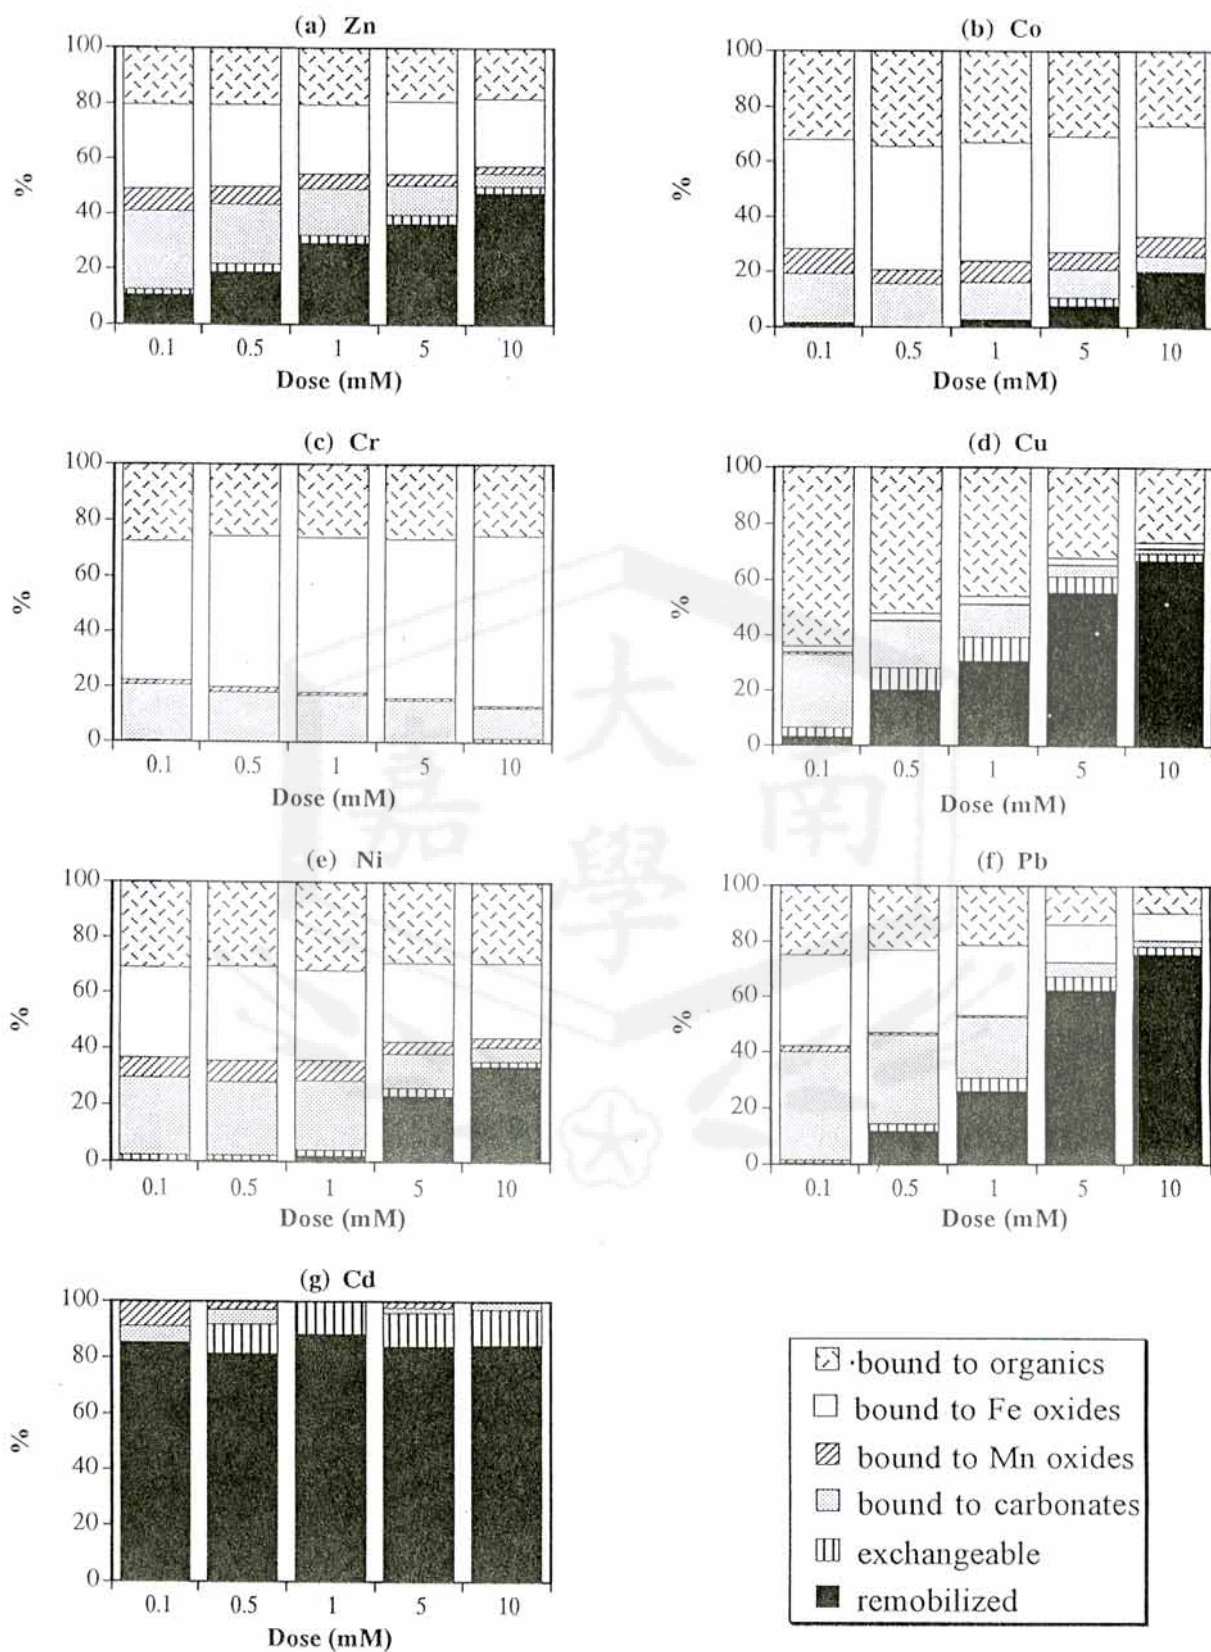 (a) Zn
100
80
60
40
20
0
%
0.1 0.5 1 5 10
Dose (mM)
(b) Co
100
80
60
40
20
0
%
0.1 0.5 1 5 10
Dose (mM)
(c) Cr
100
80
60
40
20
0
%
0.1 0.5 1 5 10
Dose (mM)
(d) Cu
100
80
60
40
20
0
%
0.1 0.5 1 5 10
Dose (mM)
(e) Ni
100
80
60
40
20
0
%
0.1 0.5 1 5 10
Dose (mM)
(f) Pb
100
80
60
40
20
0
%
0.1 0.5 1 5 10
Dose (mM)
(g) Cd
100
80
60
40
20
0
%
0.1 0.5 1 5 10
Dose (mM)
bound to organics
bound to Fe oxides
bound to Mn oxides
bound to carbonates
exchangeable
remobilized
大
嘉 南
學